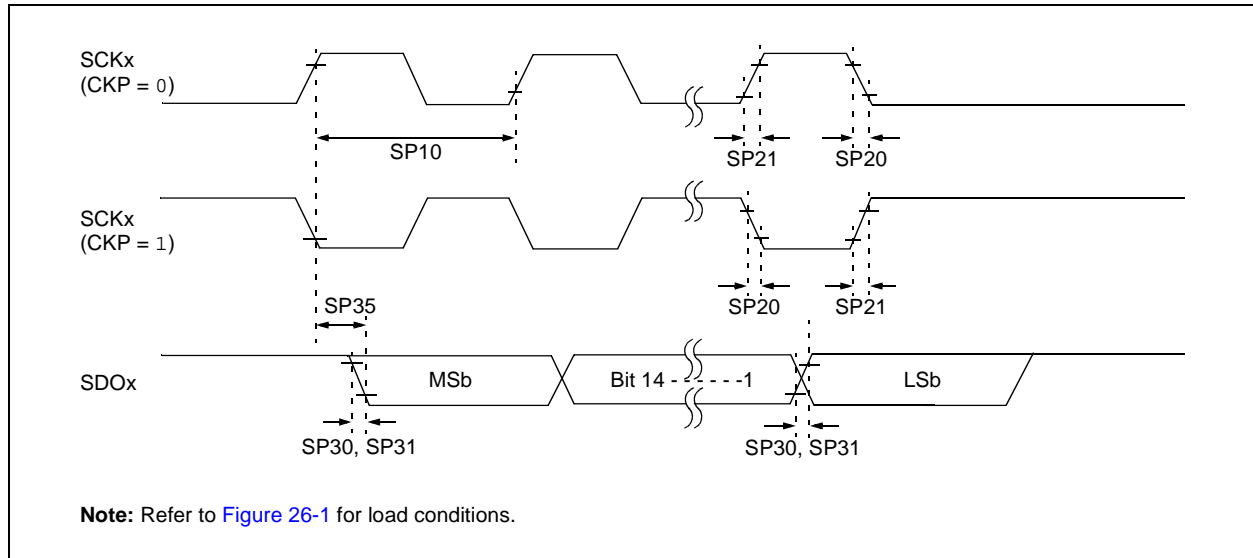 SCKx
(CKP = 0)
SP10
SP21
SP20
SCKx
(CKP = 1)
SP35
SP20
SP21
SDOx
MSb
Bit 14 - - - - - -1
LSb
SP30, SP31
SP30, SP31
Note: Refer to Figure 26-1 for load conditions.